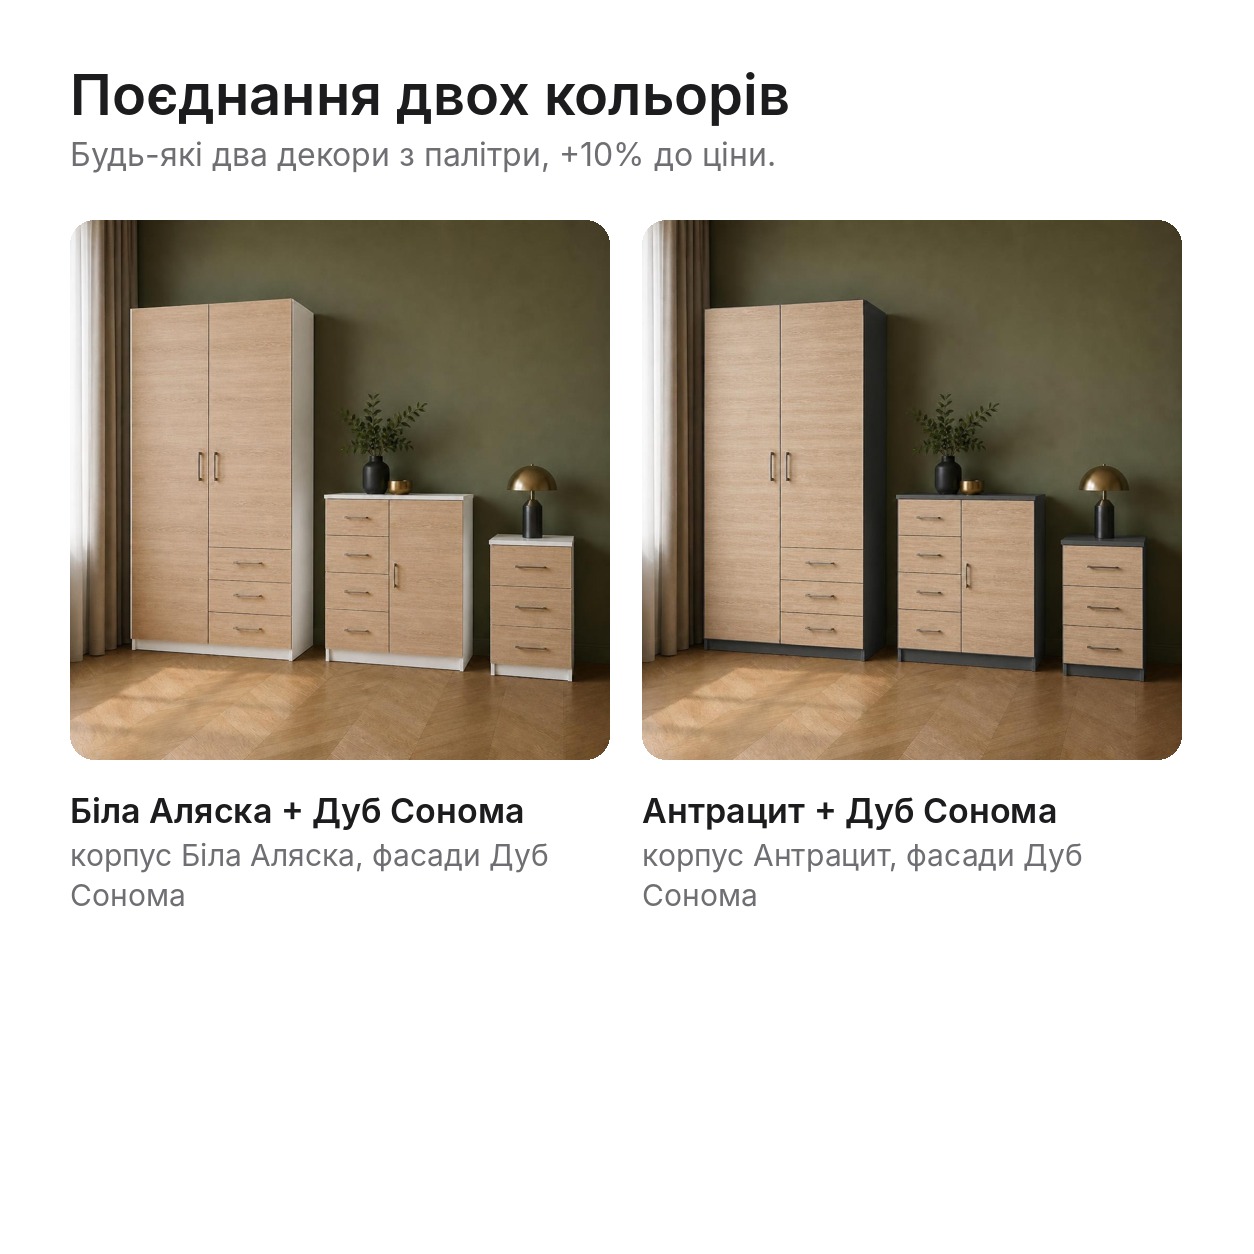 Поєднання двох кольорів
Будь-які два декори з палітри, +10% до ціни.
Біла Аляска + Дуб Сонома
корпус Біла Аляска, фасади Дуб
Сонома
Антрацит + Дуб Сонома
корпус Антрацит, фасади Дуб
Сонома